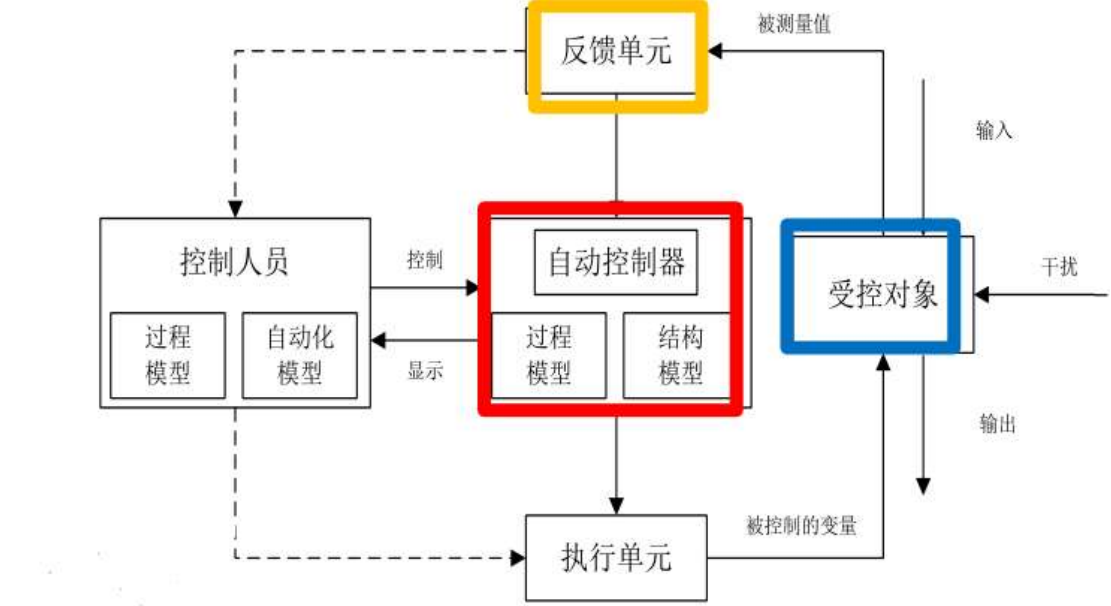 反馈单元
被测量值
输入
控制人员
控制
自动控制器
受控对象
干扰
过程
模型
自动化
模型
显示
过程
模型
结构
模型
输出
执行单元
被控制的变量